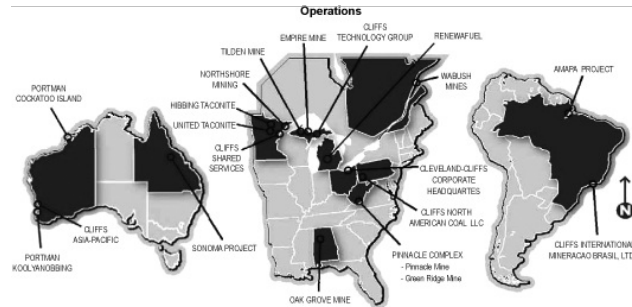 Operations
CLIFFS
TECHNOLOGY GROUP
EMPIRE MINE
RENEWAFUEL
TILDEN MINE
NORTHSHORE
MINING
HIBBING TACONITE
UNITED TACONITE
CLIFFS
SHARED
SERVICES
WABUSH
MINES
AMAPA PROJECT
PORTMAN
COCKATOO ISLAND
CLEVELAND-CLIFFS
CORPORATE
HEADQUARTES
CLIFFS NORTH
AMERICAN COAL LLC
PINNACLE COMPLEX
- Pinnacle Mine
- Green Ridge Mine
OAK GROVE MINE
CLIFFS
ASIA-PACIFIC
PORTMAN
KOOLYANOBBING
SONOMA PROJECT
CLIFFS INTERNATIONAL
MINERACAO BRASIL, LTD
N